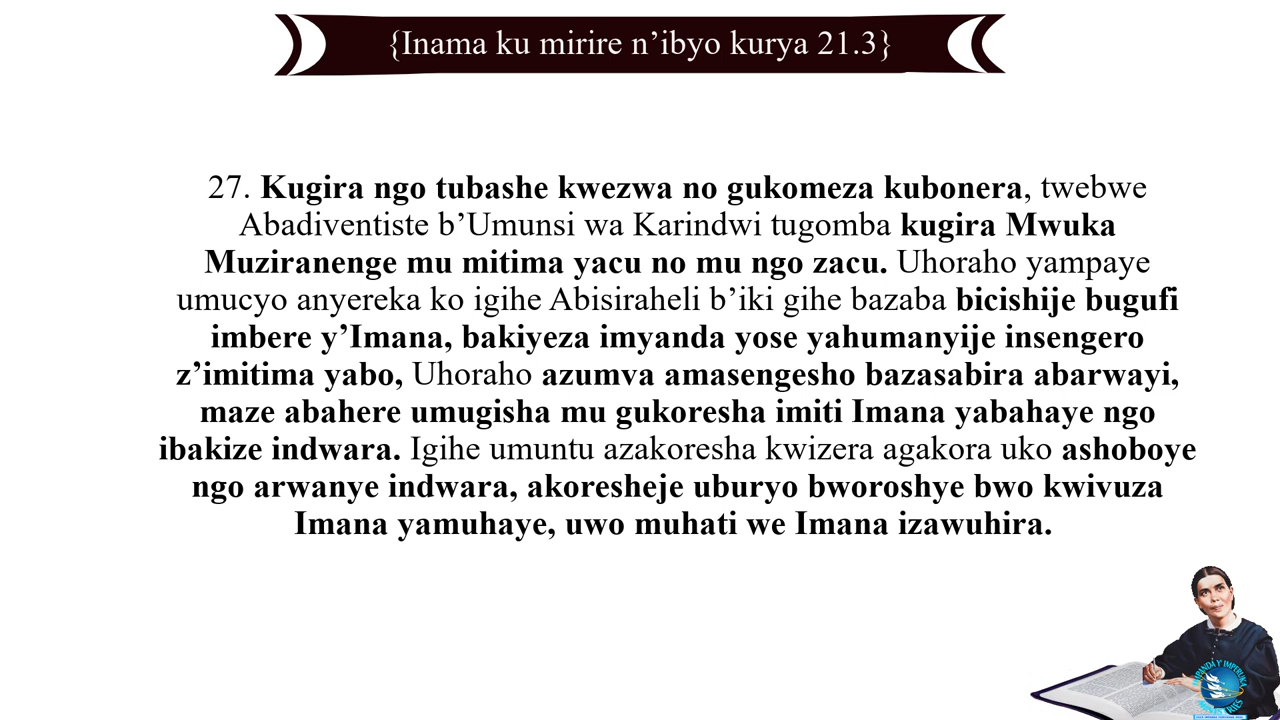 {Inama ku mirire n’ibyo kurya 21.3}
27. Kugira ngo tubashe kwezwa no gukomeza kubonera, twebwe
Abadiventiste b’Umunsi wa Karindwi tugomba kugira Mwuka
Muziranenge mu mitima yacu no mu ngo zacu. Uhoraho yampaye
umucyo anyereka ko igihe Abisiraheli b’iki gihe bazaba bicishije bugufi
imbere y’Imana, bakiyeza imyanda yose yahumanyije insengero
z’imitima yabo, Uhoraho azumva amasengesho bazasabira abarwayi,
maze abahere umugisha mu gukoresha imiti Imana yabahaye ngo
ibakize indwara. Igihe umuntu azakoresha kwizera agakora uko ashoboye
ngo arwanye indwara, akoresheje uburyo bworoshye bwo kwivuza
Imana yamuhaye, uwo muhati we Imana izawuhira.